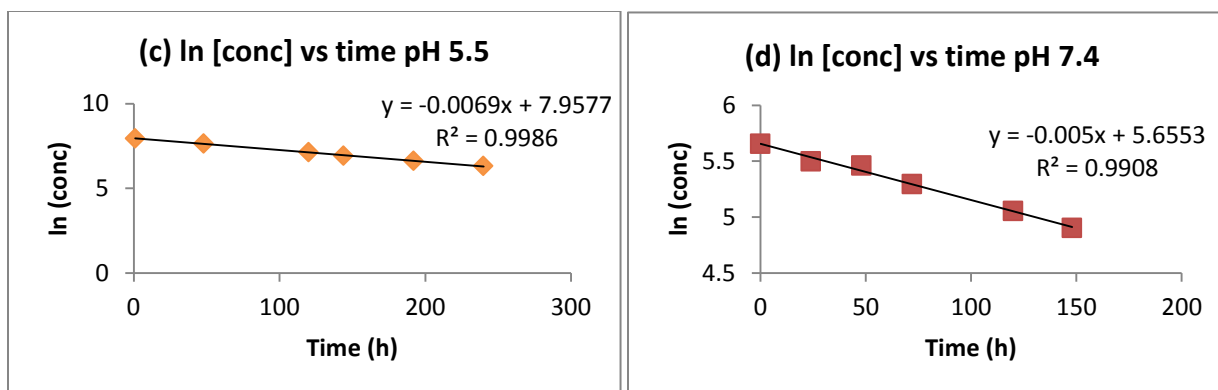 (c) ln [conc] vs time pH 5.5
y = -0.0069x + 7.9577
R² = 0.9986
10
5
0
ln (conc)
0 100 200 300
Time (h)
(d) ln [conc] vs time pH 7.4
y = -0.005x + 5.6553
R² = 0.9908
6
5.5
5
4.5
ln (conc)
0 50 100 150 200
Time (h)